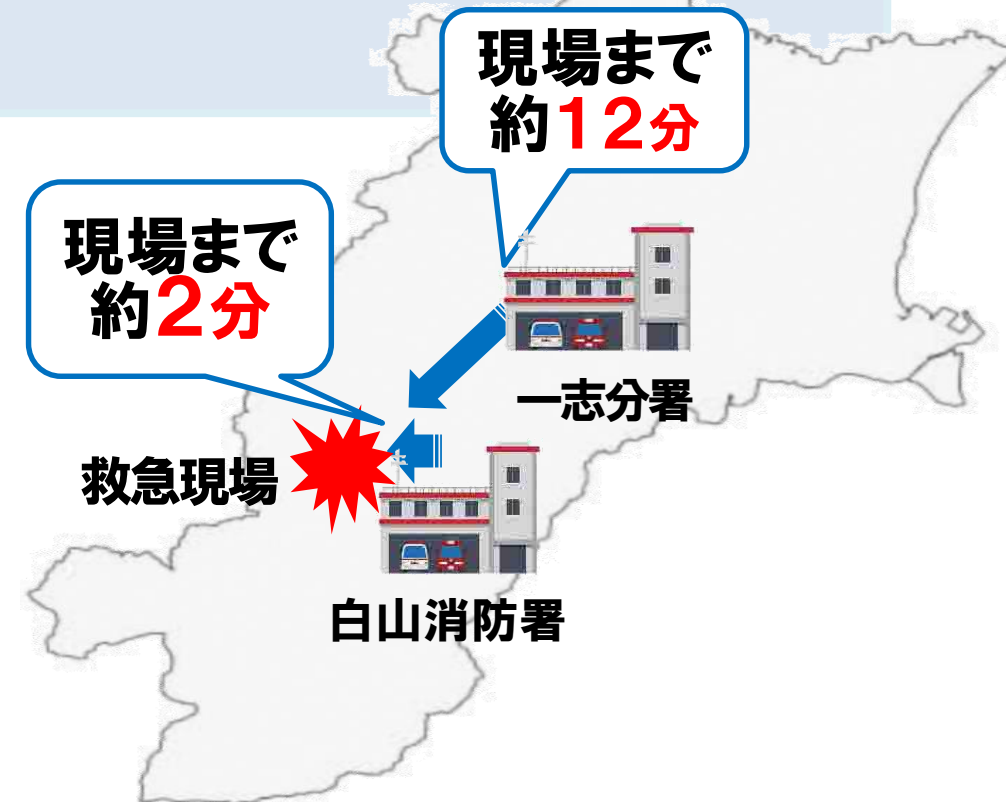 現場まで
約12分
現場まで
約2分
一志分署
救急現場
白山消防署